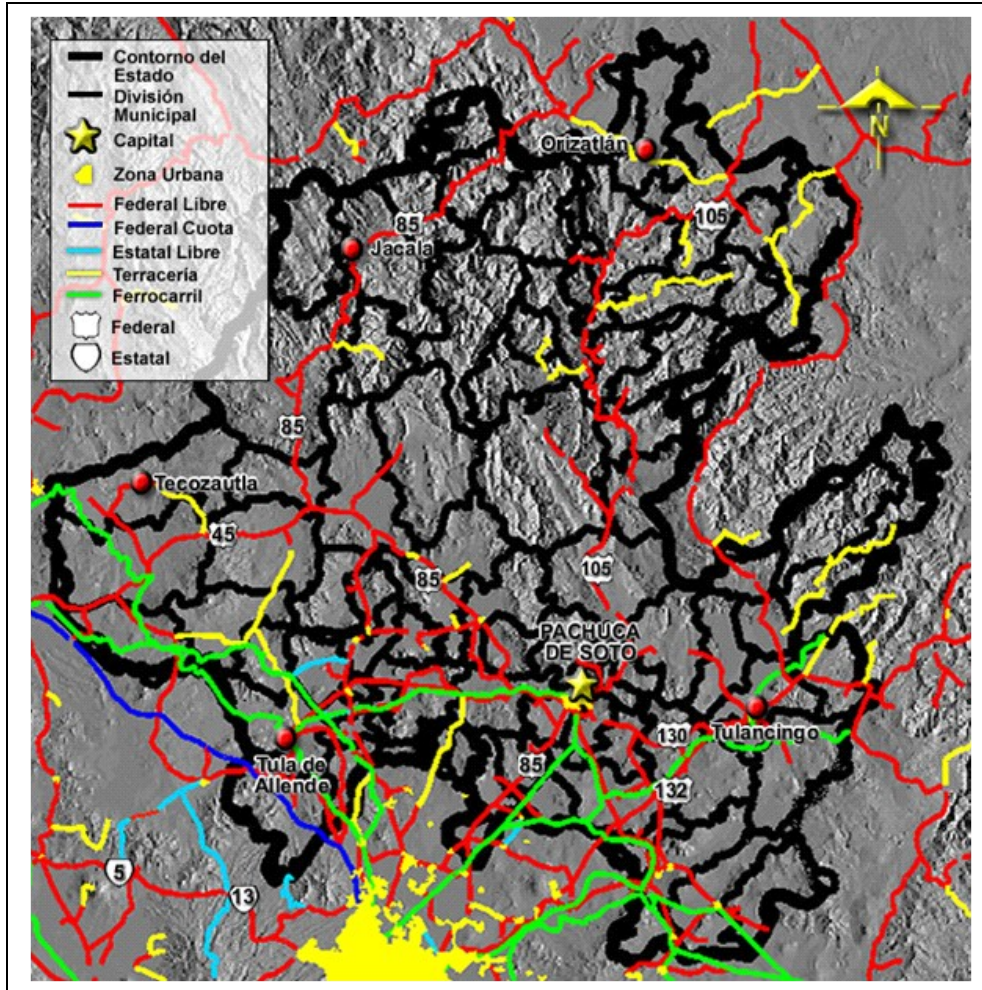 Contorno del
Estado
División
Municipal
Capital
Zona Urbana
Federal Libre
Federal Cuota
Estatal Libre
Terracería
Ferrocarril
Federal
Estatal
N
Orizatlán
85
105
Jacala
85
Tecozautla
45
85
105
PACHUCA
DE SOTO
Tula de
Allende
130
Tulancingo
85
132
5
13